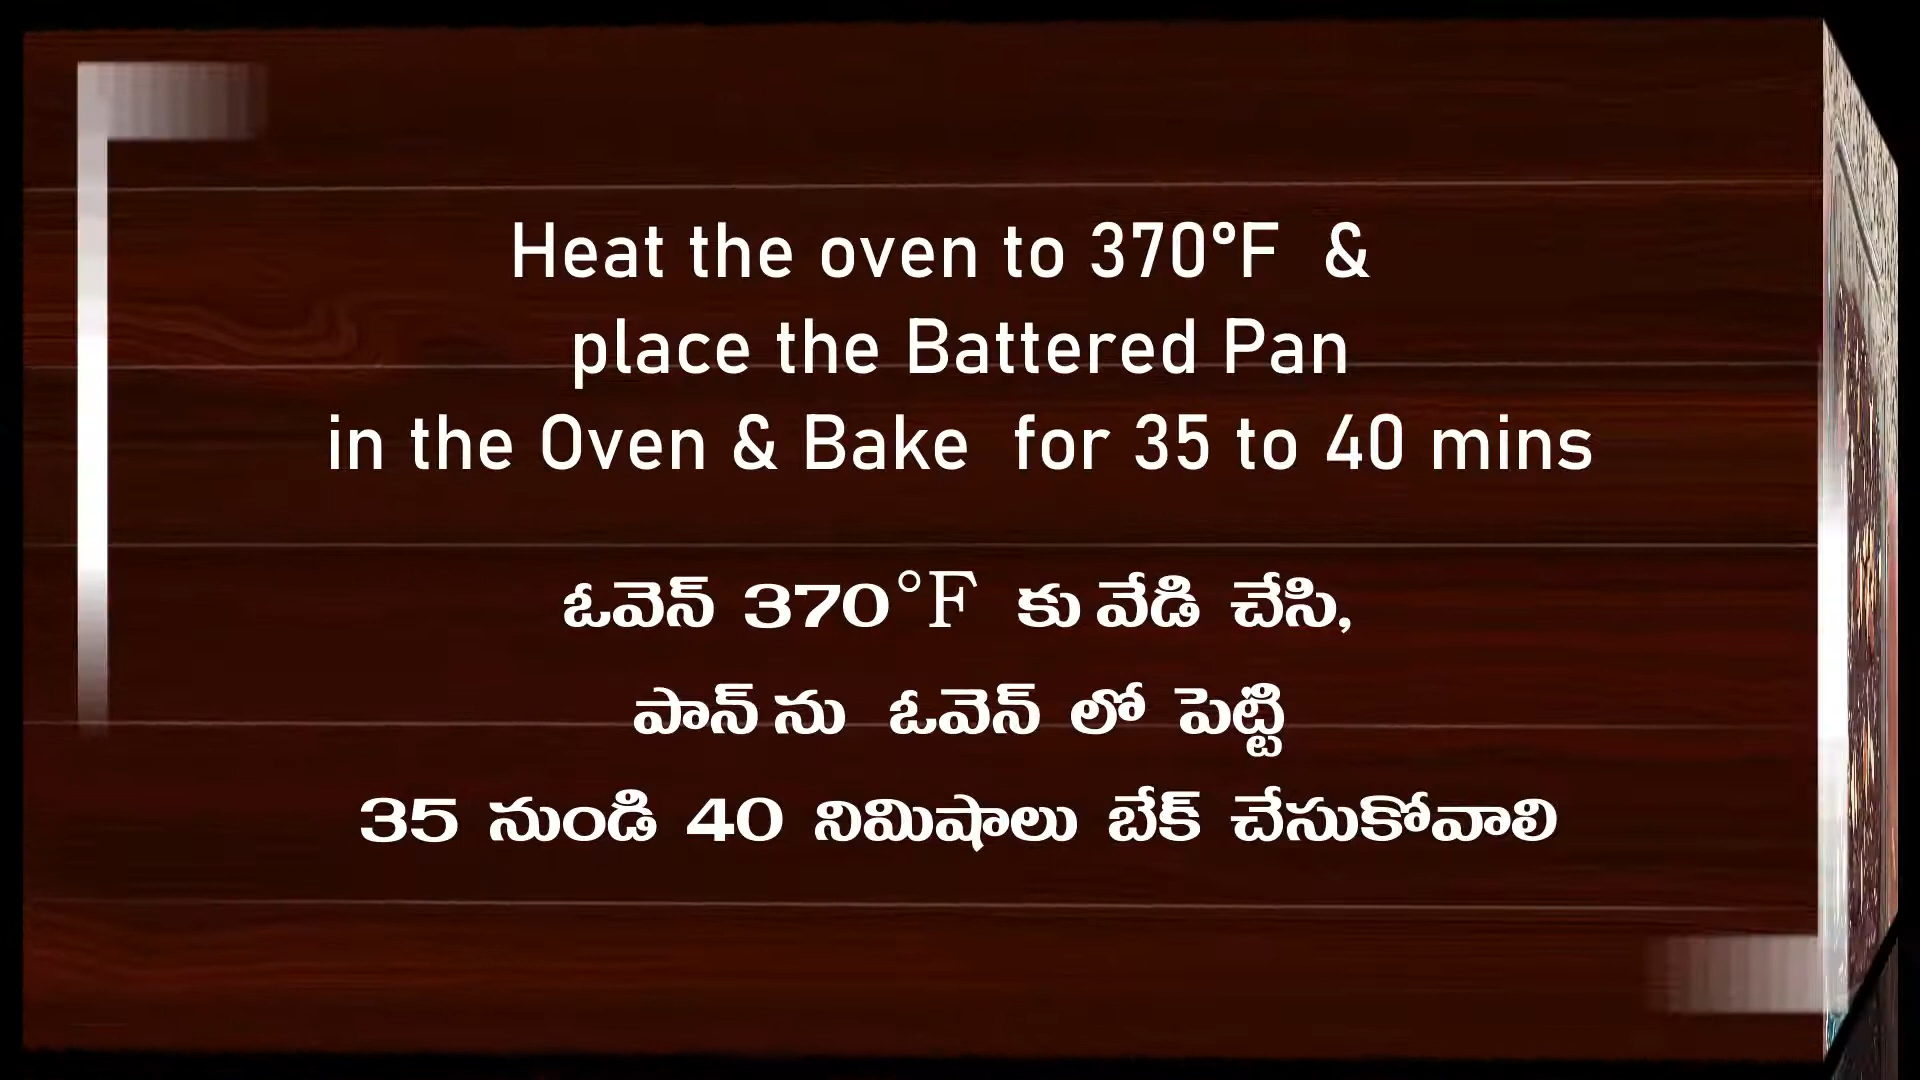 Heat the oven to 370°F &
place the Battered Pan
in the Oven & Bake for 35 to 40 mins
ఓవెన్ 370°F కు వేడి చేసి,
పాన్ ను ఓవెన్ లో పెట్టి
35 నుండి 40 నిమిషాలు బేక్ చేసుకోవాలి